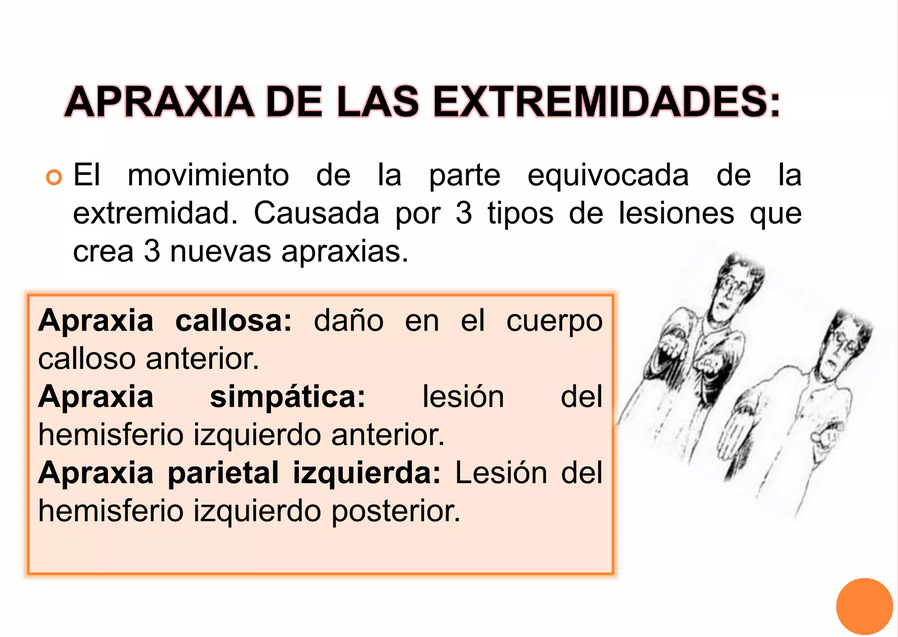 APRAXIA DE LAS EXTREMIDADES:
El movimiento de la parte equivocada de la
extremidad. Causada por 3 tipos de lesiones que
crea 3 nuevas apraxias.
Apraxia callosa: daño en el cuerpo
calloso anterior.
Apraxia simpática: lesión del
hemisferio izquierdo anterior.
Apraxia parietal izquierda: Lesión del
hemisferio izquierdo posterior.